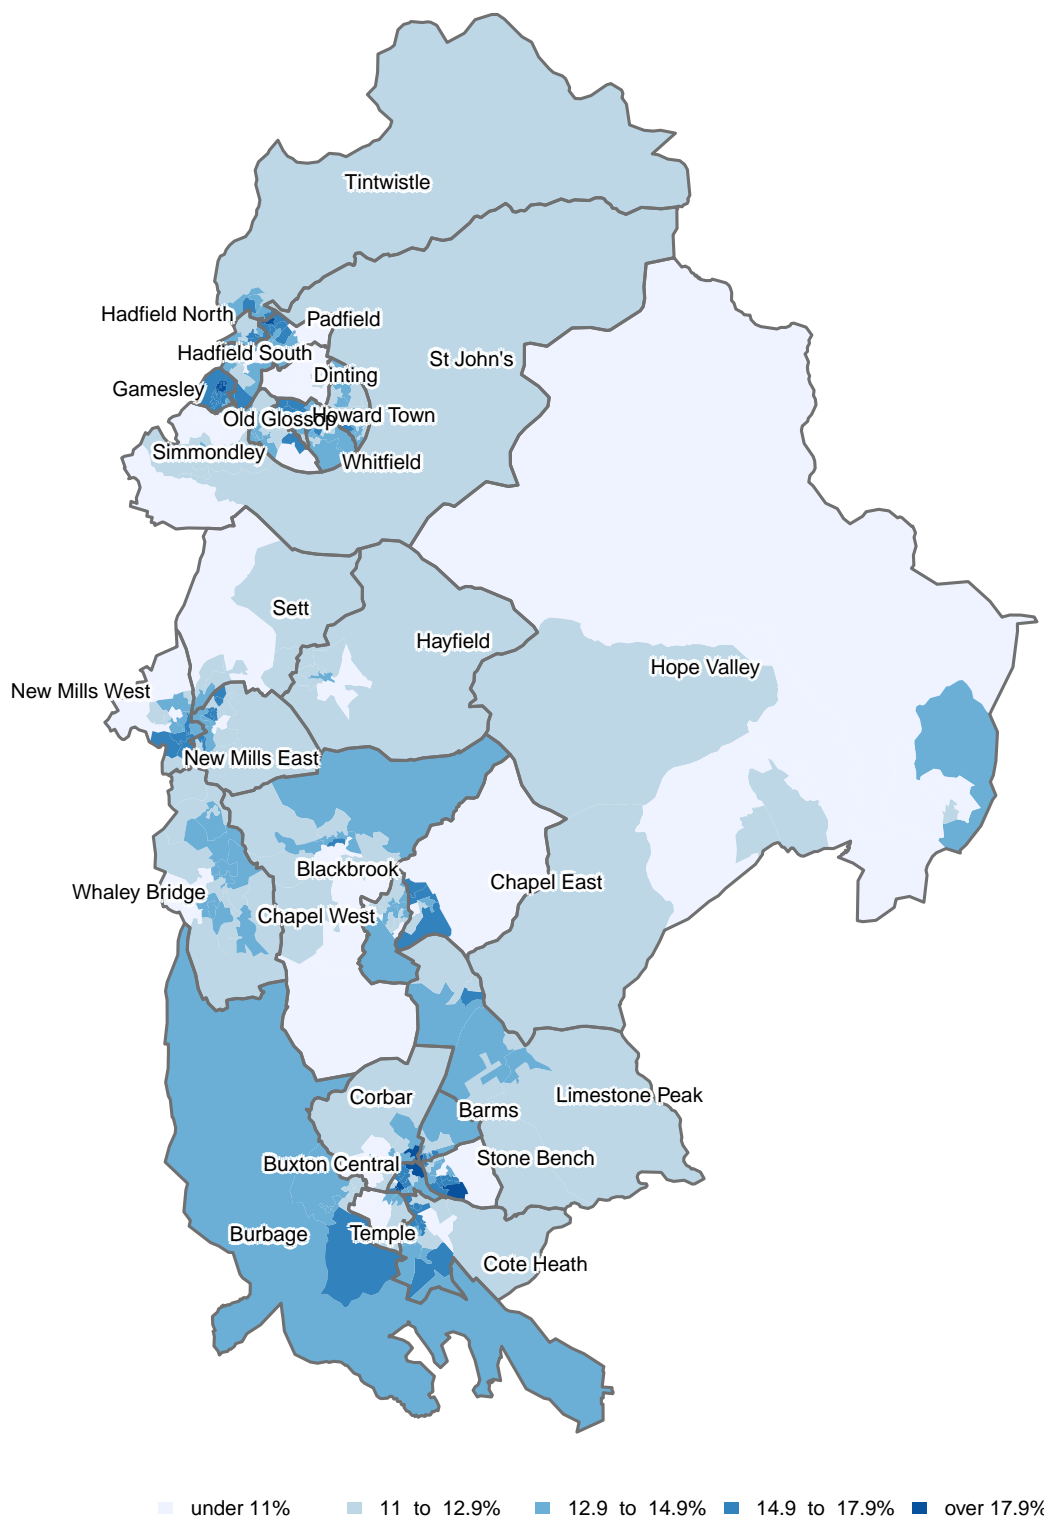 Tintwistle
Hadfield North
Padfield
Hadfield South
St John's
Dinting
Gamesley
Old Glossop
Howard Town
Simmondley
Whitfield
Sett
Hayfield
Hope Valley
New Mills West
New Mills East
Blackbrook
Chapel East
Whaley Bridge
Chapel West
Corbar
Limestone Peak
Barms
Buxton Central
Stone Bench
Burbage
Temple
Cote Heath
under 11% 11 to 12.9% 12.9 to 14.9% 14.9 to 17.9% over 17.9%